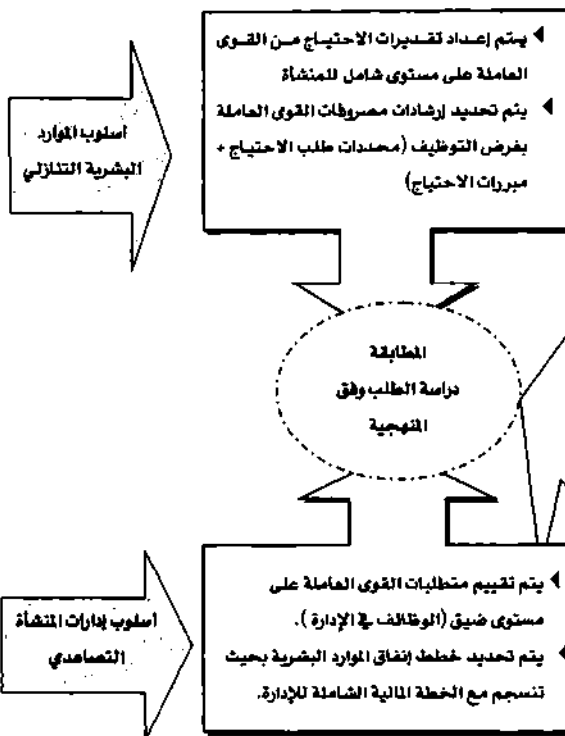 يتم إعداد تقديرات الاحتياج من القوى
العاملة على مستوى شامل للمنشأة
يتم تحديد إرشادات مصروفات القوى العاملة
بغرض التوظيف (محددات طلب الاحتياج +
مبررات الاحتياج)
أسلوب الموارد
البشرية التنازلي
المطابقة
دراسة الطلب وفق
المنهجية
يتم تقييم متطلبات القوى العاملة على
مستوى ضيق (الوظائف في الإدارة).
يتم تحديد خطط إنفاق الموارد البشرية بحيث
تنسجم مع الخطة المالية الشاملة للإدارة.
أسلوب إدارات المنشأة
التصاعدي